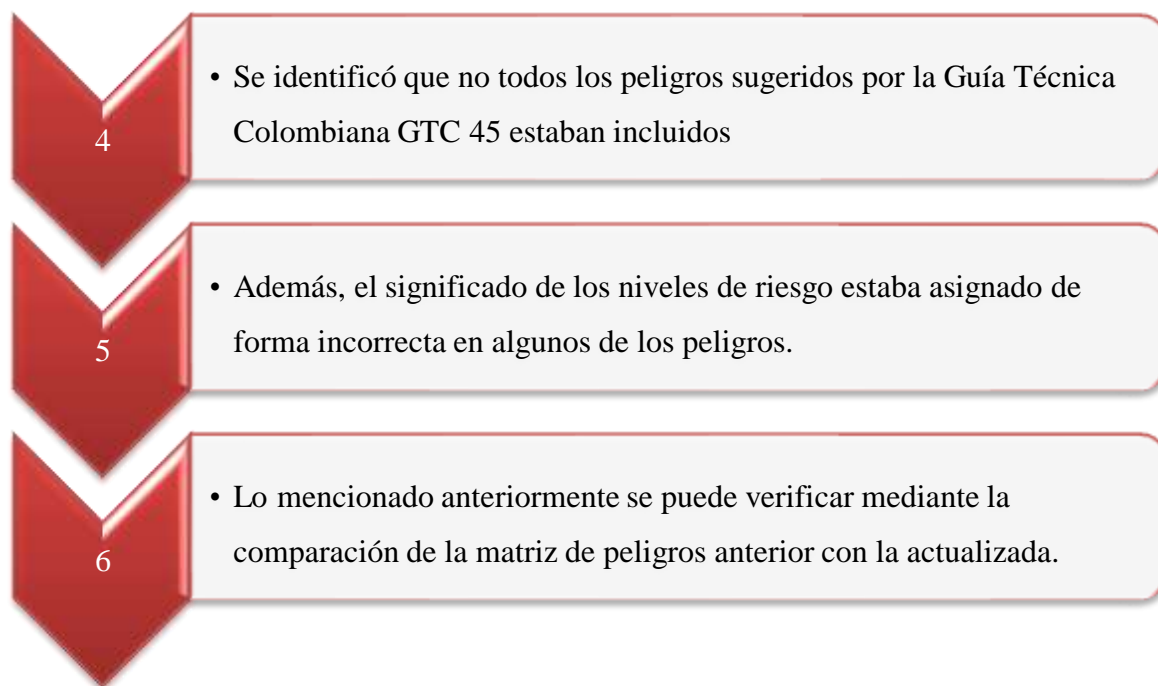 4
• Se identificó que no todos los peligros sugeridos por la Guía Técnica
Colombiana GTC 45 estaban incluidos
5
• Además, el significado de los niveles de riesgo estaba asignado de
forma incorrecta en algunos de los peligros.
6
• Lo mencionado anteriormente se puede verificar mediante la
comparación de la matriz de peligros anterior con la actualizada.